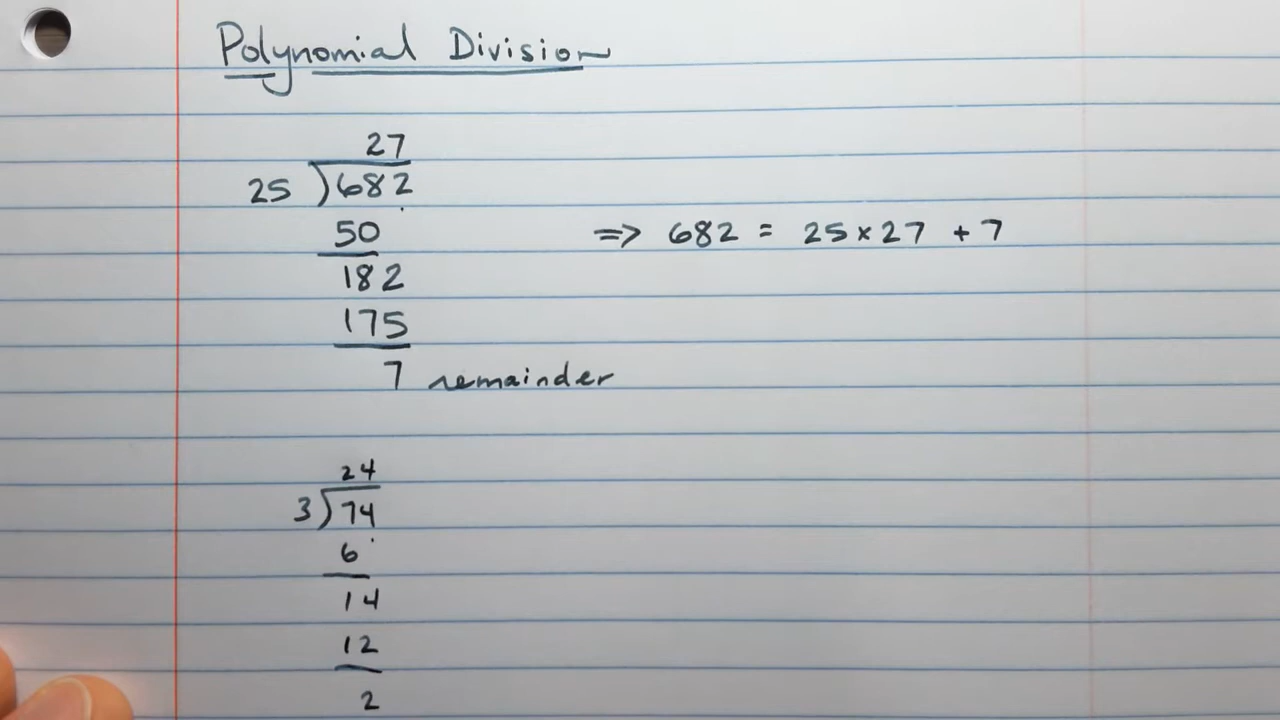 Polynomial Division
27
25 ) 682
50
⇒ 682 = 25 × 27 + 7
182
175
7 remainder
24
3 ) 74
6
14
12
2